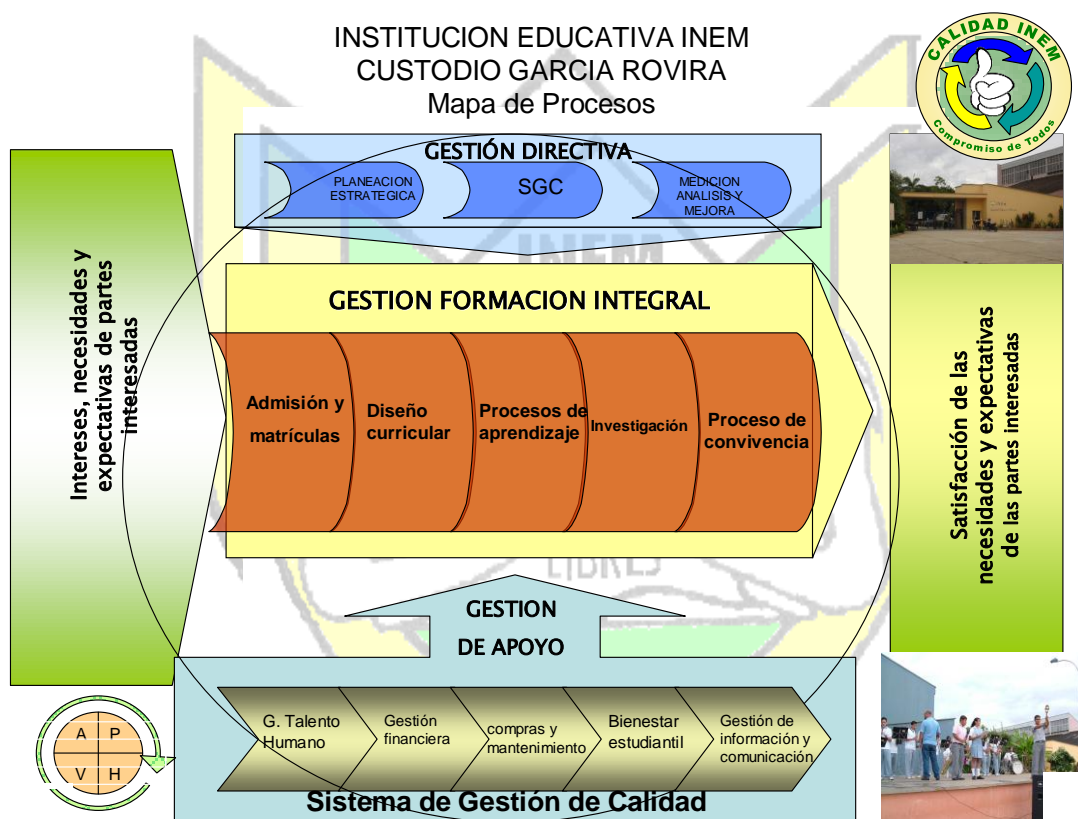 INSTITUCION EDUCATIVA INEM
CUSTODIO GARCIA ROVIRA
Mapa de Procesos
CALIDAD INEM
Compromiso de Todos
GESTIÓN DIRECTIVA
PLANEACION
ESTRATEGICA
SGC
MEDICION
ANALISIS Y
MEJORA
INEM
Intereses, necesidades y
expectativas de partes
interesadas
GESTION FORMACION INTEGRAL
Admisión y
matrículas
Diseño
curricular
Procesos de
aprendizaje
Investigación
Proceso de
convivencia
Satisfacción de las
necesidades y expectativas
de las partes interesadas
LIBRES
GESTION
DE APOYO
G. Talento
Humano
Gestión
financiera
compras y
mantenimiento
Bienestar
estudiantil
Gestión de
información y
comunicación
A P
V H
Sistema de Gestión de Calidad